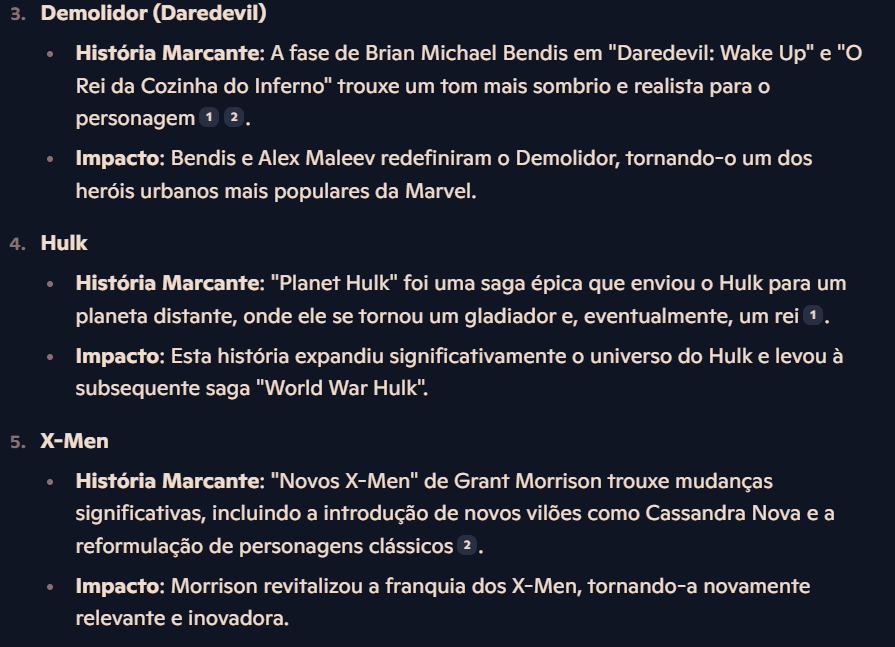 3. Demolidor (Daredevil)
• História Marcante: A fase de Brian Michael Bendis em "Daredevil: Wake Up" e "O
Rei da Cozinha do Inferno" trouxe um tom mais sombrio e realista para o
personagem 1 2 .
• Impacto: Bendis e Alex Maleev redefiniram o Demolidor, tornando-o um dos
heróis urbanos mais populares da Marvel.
4. Hulk
• História Marcante: "Planet Hulk" foi uma saga épica que enviou o Hulk para um
planeta distante, onde ele se tornou um gladiador e, eventualmente, um rei 1 .
• Impacto: Esta história expandiu significativamente o universo do Hulk e levou à
subsequente saga "World War Hulk".
5. X-Men
• História Marcante: "Novos X-Men" de Grant Morrison trouxe mudanças
significativas, incluindo a introdução de novos vilões como Cassandra Nova e a
reformulação de personagens clássicos 2 .
• Impacto: Morrison revitalizou a franquia dos X-Men, tornando-a novamente
relevante e inovadora.